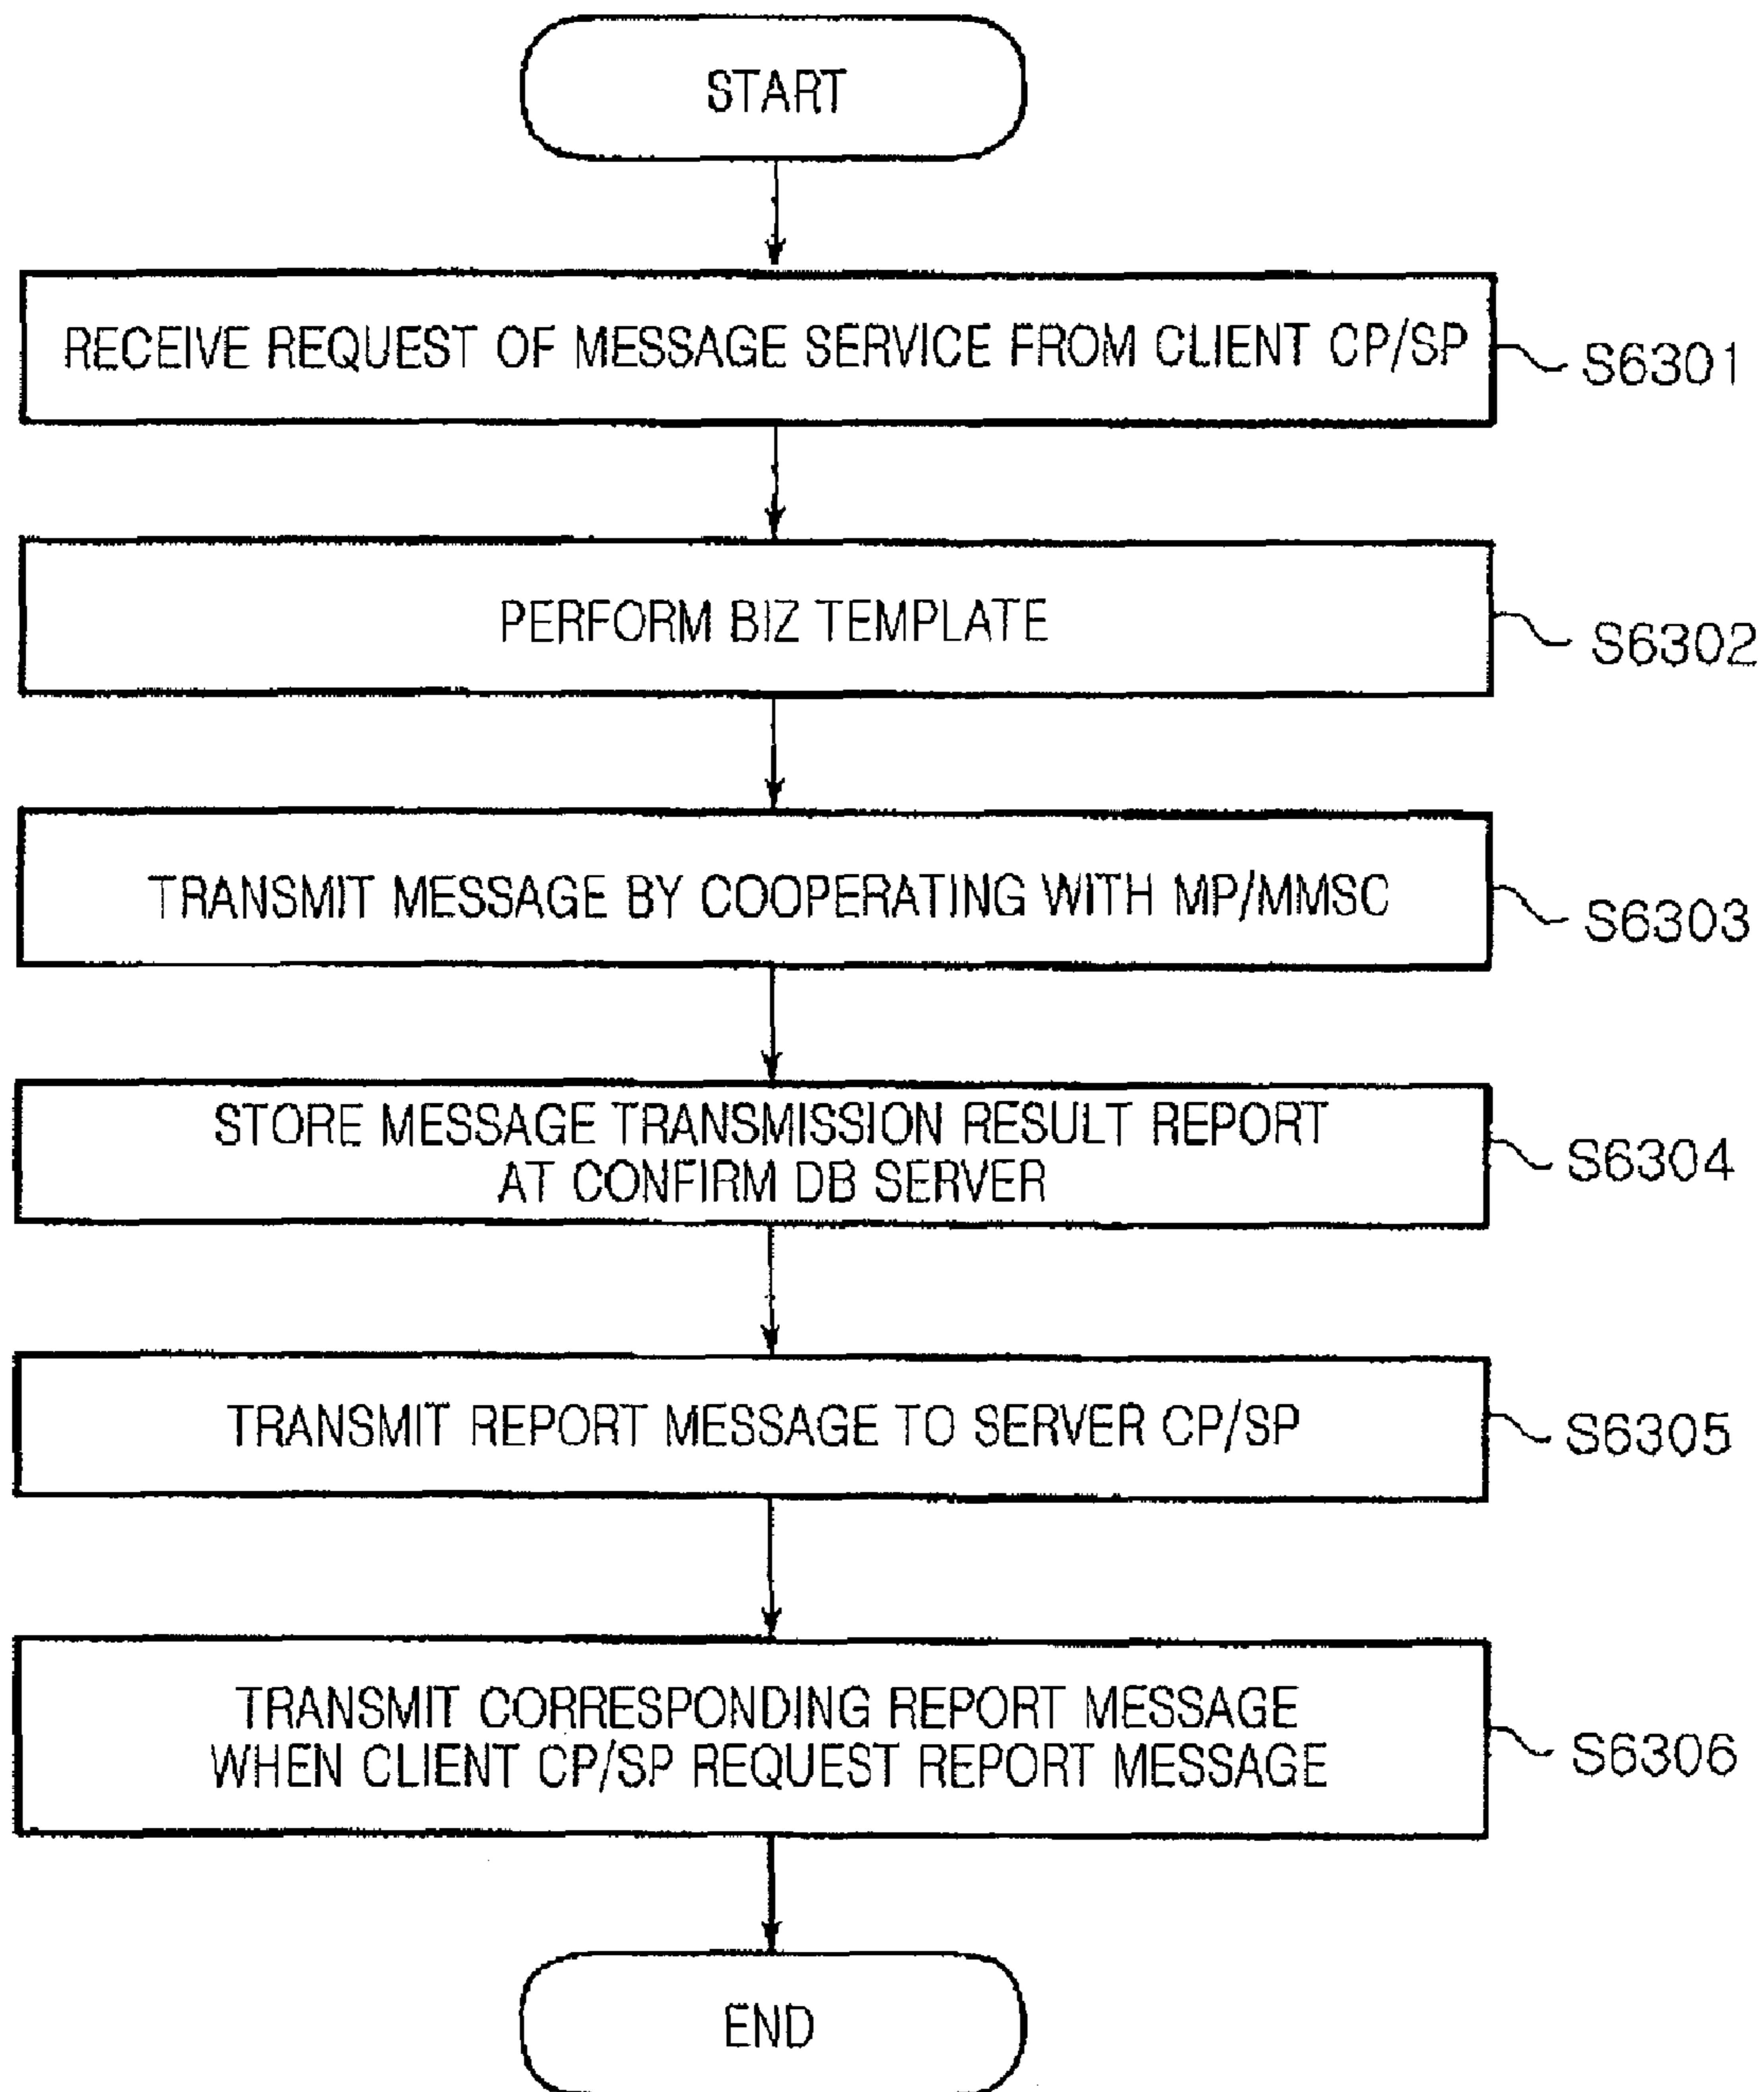 START
RECEIVE REQUEST OF MESSAGE SERVICE FROM CLIENT CP/SP
S6301
PERFORM BIZ TEMPLATE
S6302
TRANSMIT MESSAGE BY COOPERATING WITH MP/MMSC
S6303
STORE MESSAGE TRANSMISSION RESULT REPORT
AT CONFIRM DB SERVER
S6304
TRANSMIT REPORT MESSAGE TO SERVER CP/SP
S6305
TRANSMIT CORRESPONDING REPORT MESSAGE
WHEN CLIENT CP/SP REQUEST REPORT MESSAGE
S6306
END